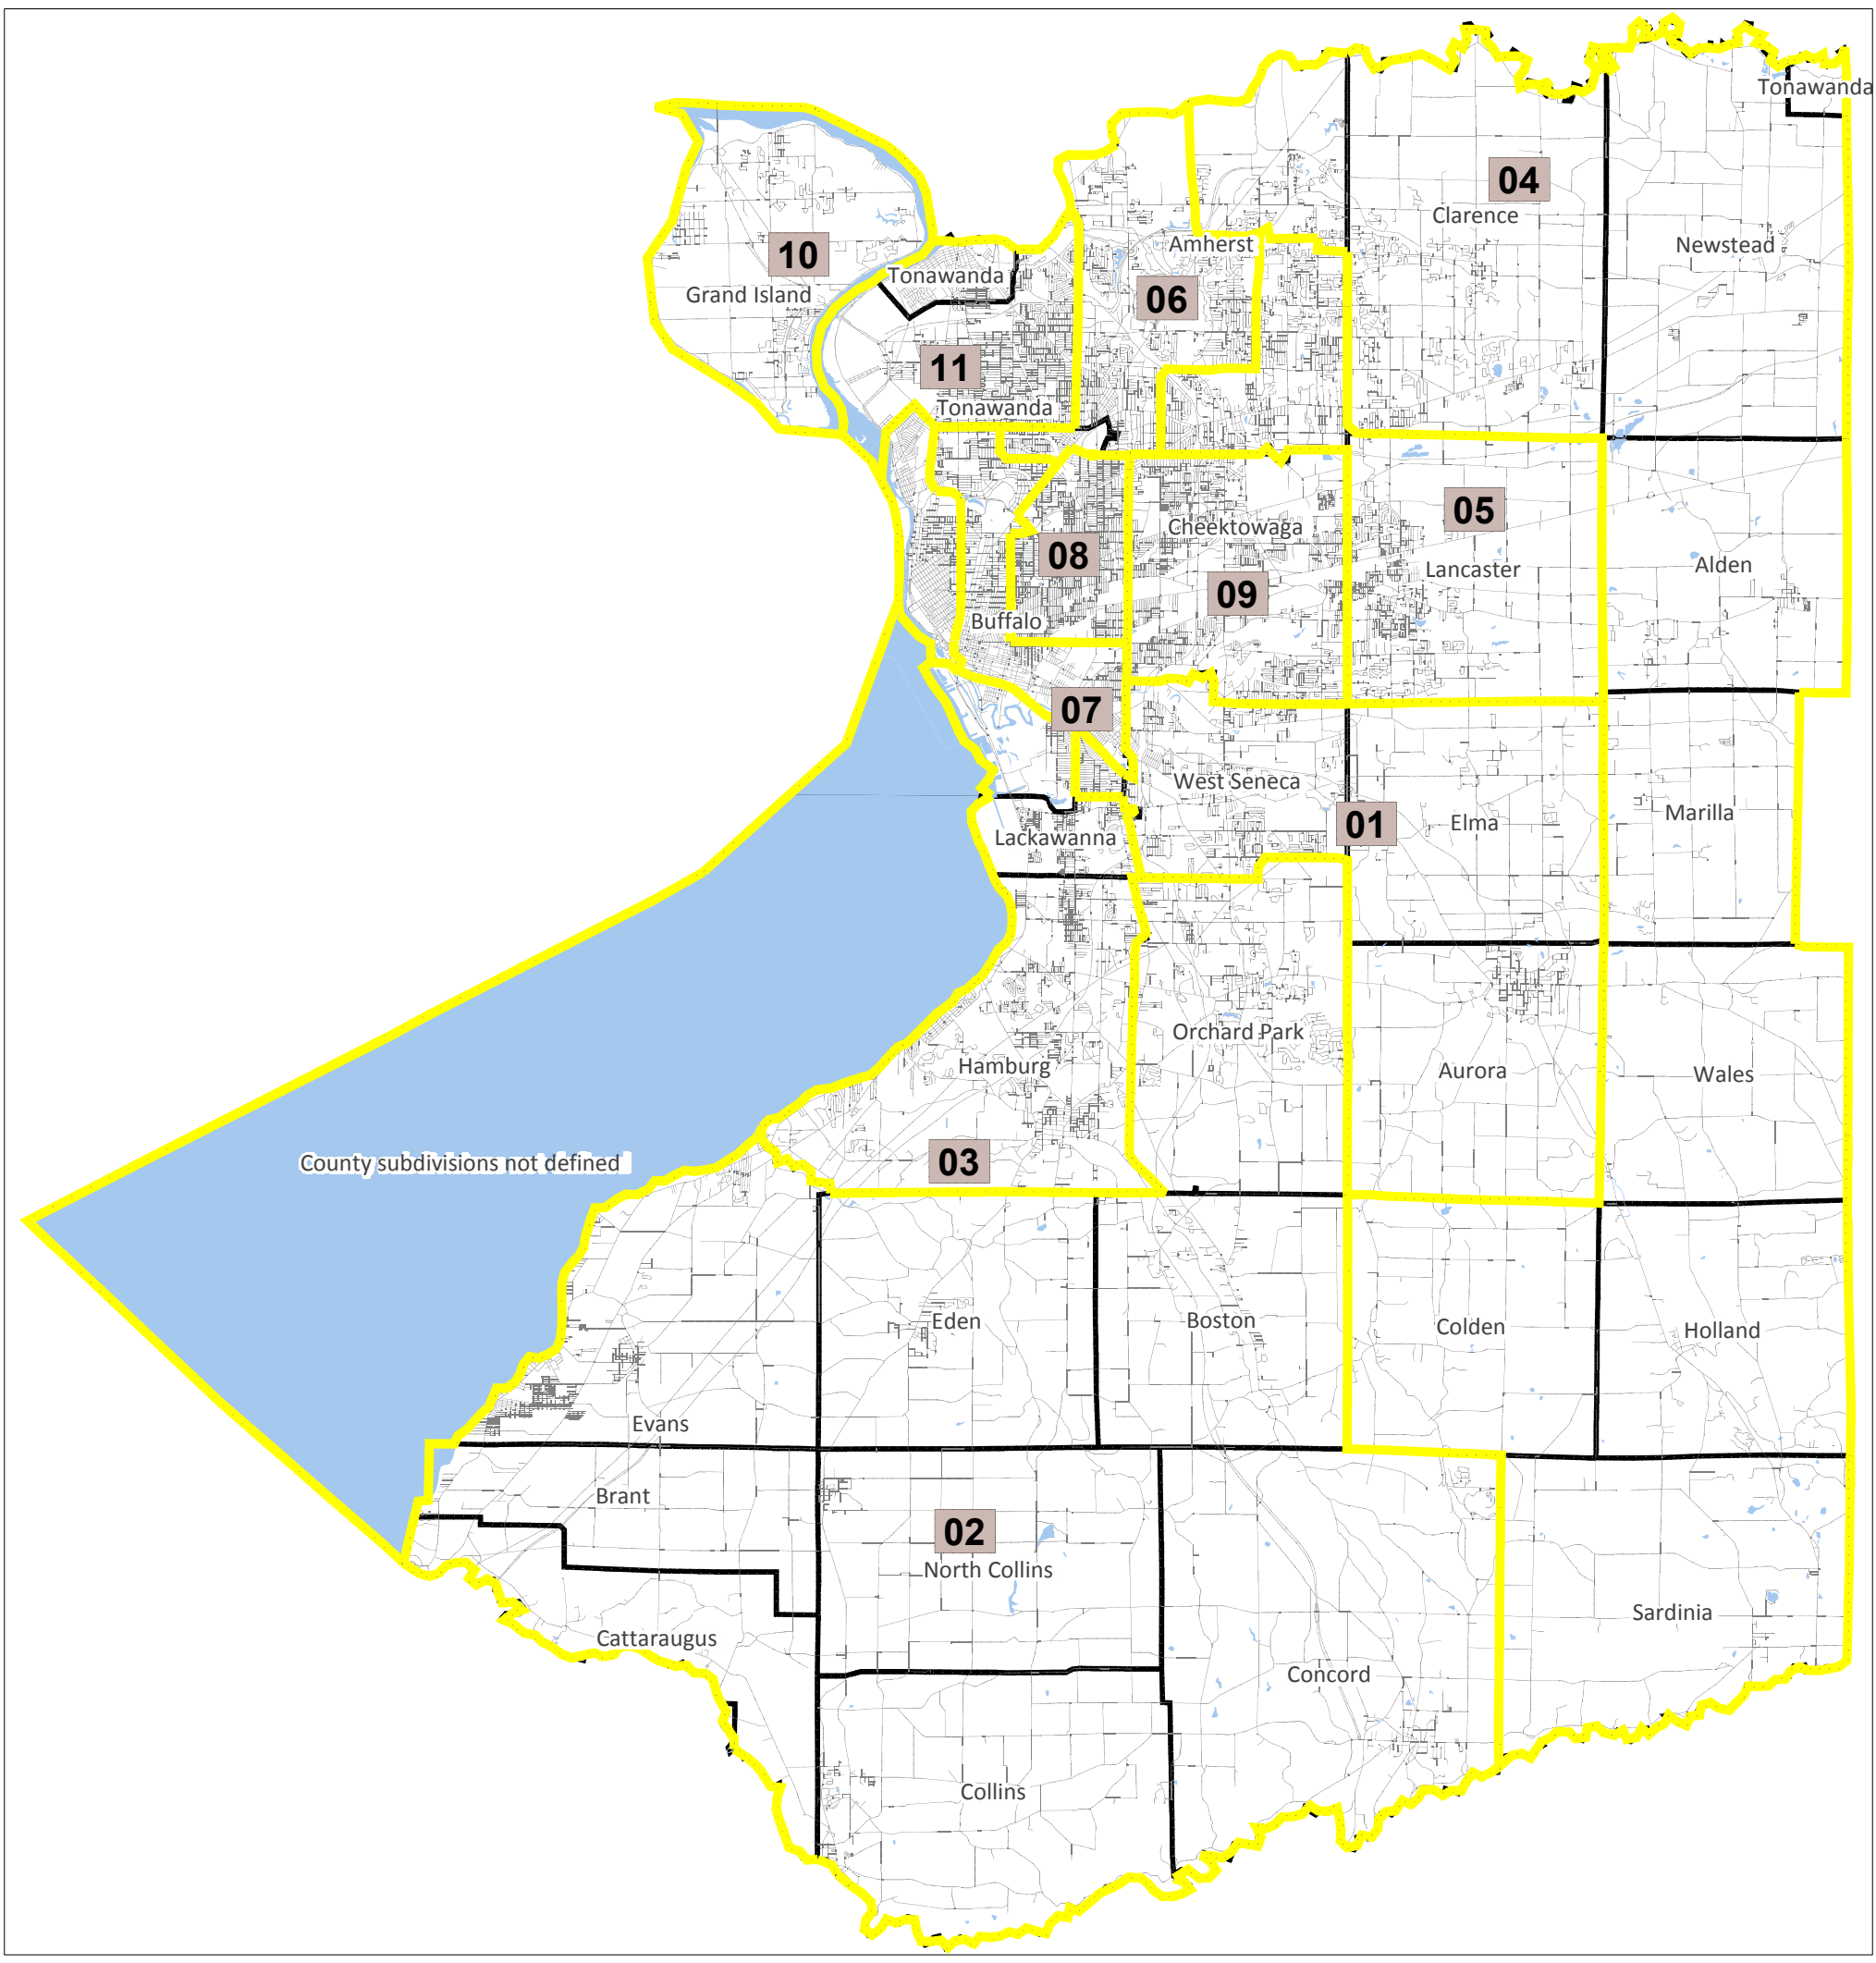 Tonawanda
04
Clarence
Newstead
Amherst
10
Tonawanda
Grand Island
06
11
Tonawanda
05
Cheektowaga
08
Lancaster
Alden
09
Buffalo
07
West Seneca
01
Elma
Marilla
Lackawanna
Orchard Park
Hamburg
Aurora
Wales
03
County subdivisions not defined
Eden
Boston
Colden
Holland
Evans
Brant
02
North Collins
Sardinia
Cattaraugus
Concord
Collins